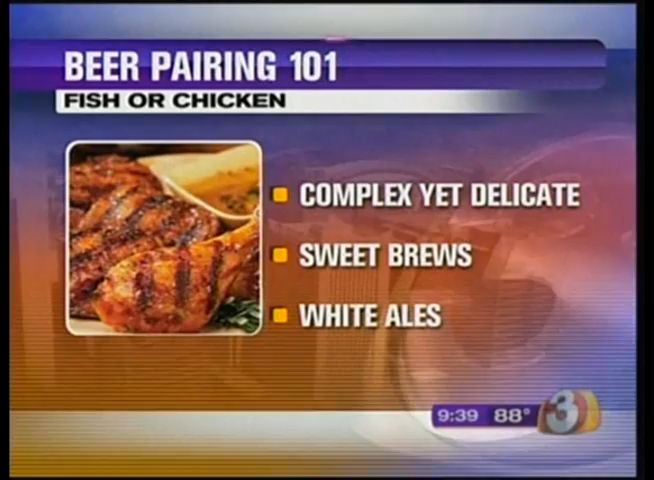 BEER PAIRING 101
FISH OR CHICKEN
COMPLEX YET DELICATE
SWEET BREWS
WHITE ALES
9:39 88° 3